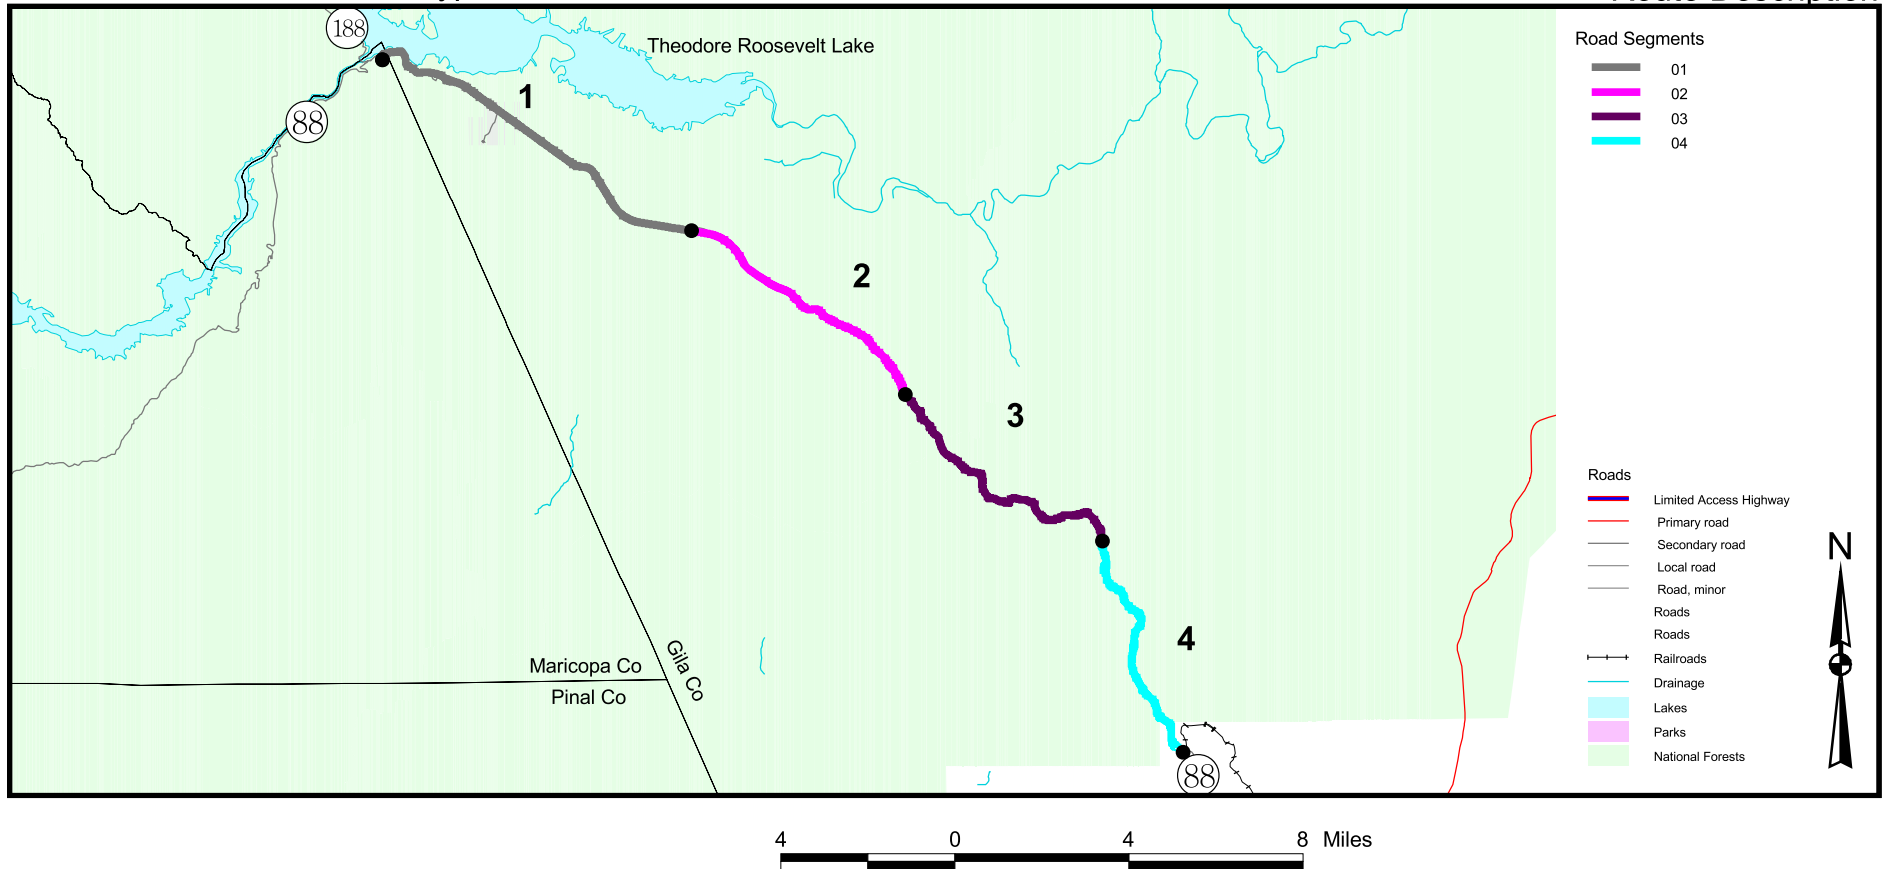 188
Theodore Roosevelt Lake
Road Segments
01
02
03
04
1
88
2
3
4
Maricopa Co
Pinal Co
Gila Co
88
Roads
Limited Access Highway
Primary road
Secondary road
Local road
Road, minor
Roads
Roads
Railroads
Drainage
Lakes
Parks
National Forests
N
4 0 4 8 Miles